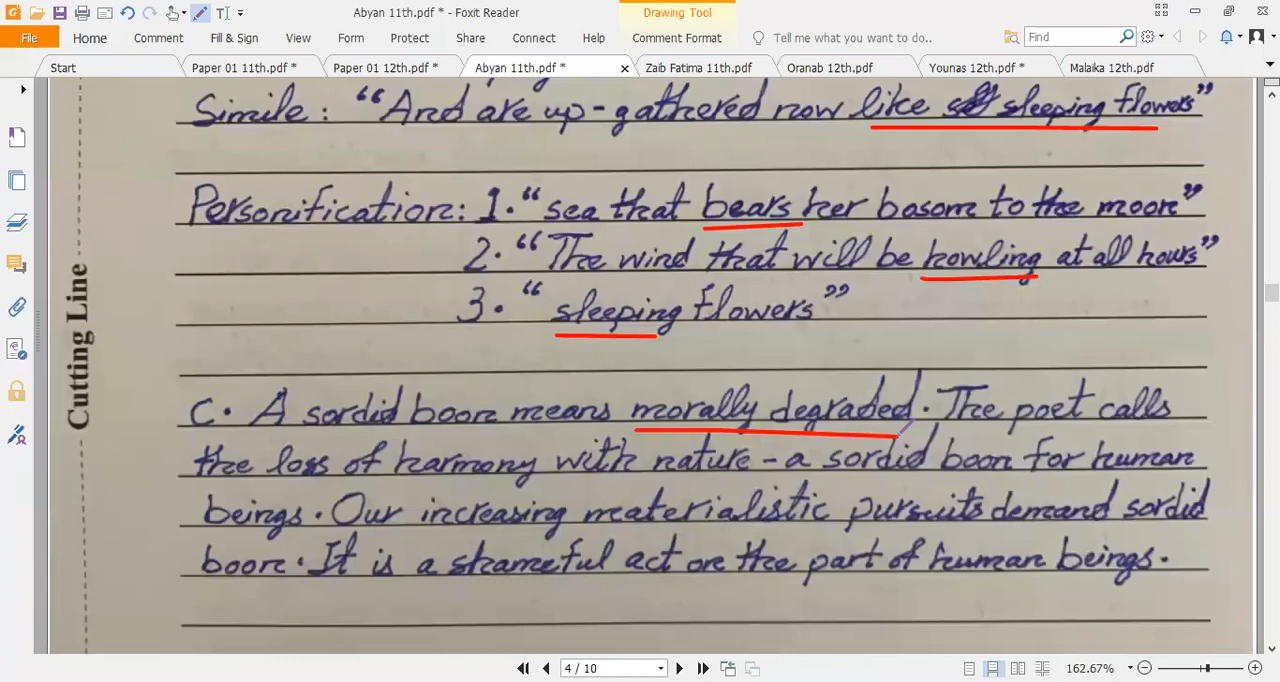 Abyan 11th.pdf * - Foxit Reader
Drawing Tool
File Home Comment Fill & Sign View Form Protect Share Connect Help Comment Format Tell me what you want to do.. Find
Start Paper 01 11th.pdf * Paper 01 12th.pdf * Abyan 11th.pdf * Zaib Fatima 11th.pdf Oranab 12th.pdf Younas 12th.pdf * Malaika 12th.pdf
Simile : "And are up-gathered now like sleeping flowers"
Personification: 1. "sea that bears her bosom to the moon"
2. "The wind that will be howling at all hours"
3. "sleeping flowers"
Cutting Line
C. A sordid boon means morally degraded. The poet calls
the loss of harmony with nature - a sordid boon for human
beings. Our increasing materialistic pursuits demand sordid
boon. It is a shameful act on the part of human beings.
4 / 10
162.67%